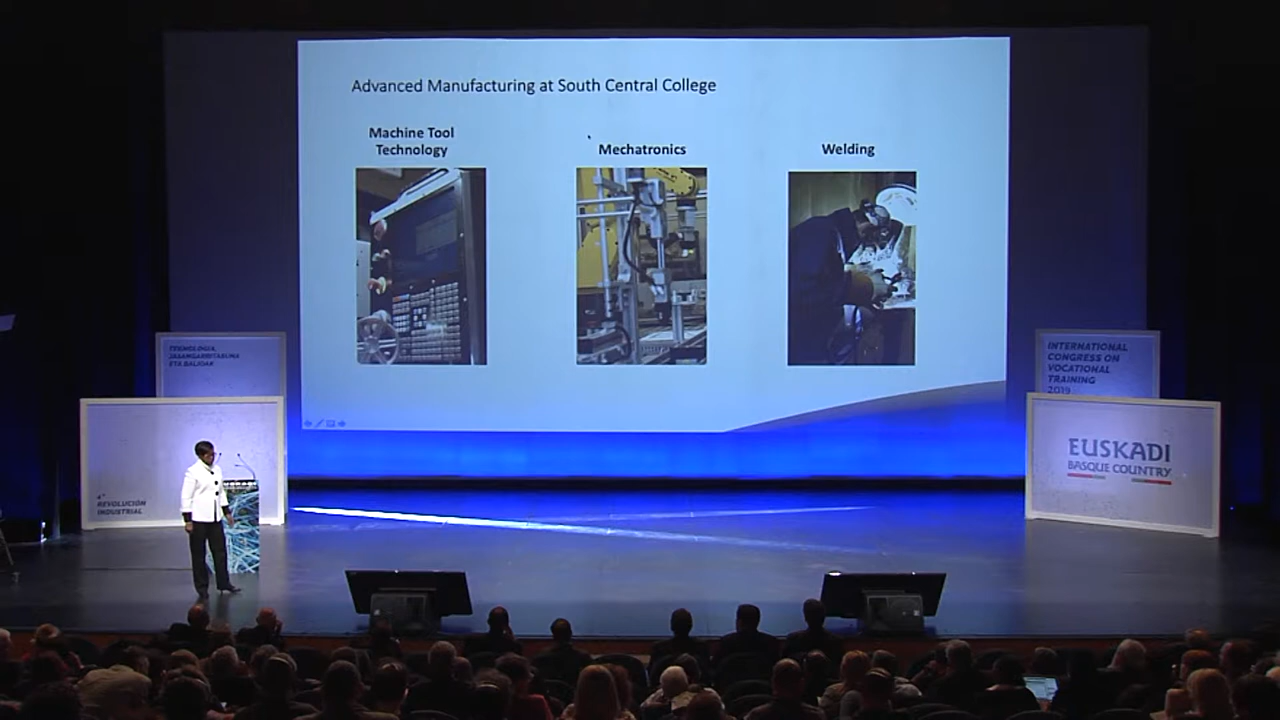 Advanced Manufacturing at South Central College
Machine Tool
Technology
Mechatronics
Welding
TEKNOLOGIA,
JASANGARRITASUNA
ETA BALIOAK
INTERNATIONAL
CONGRESS ON
VOCATIONAL
TRAINING
2019
4ª
REVOLUCIÓN
INDUSTRIAL
EUSKADI
BASQUE COUNTRY